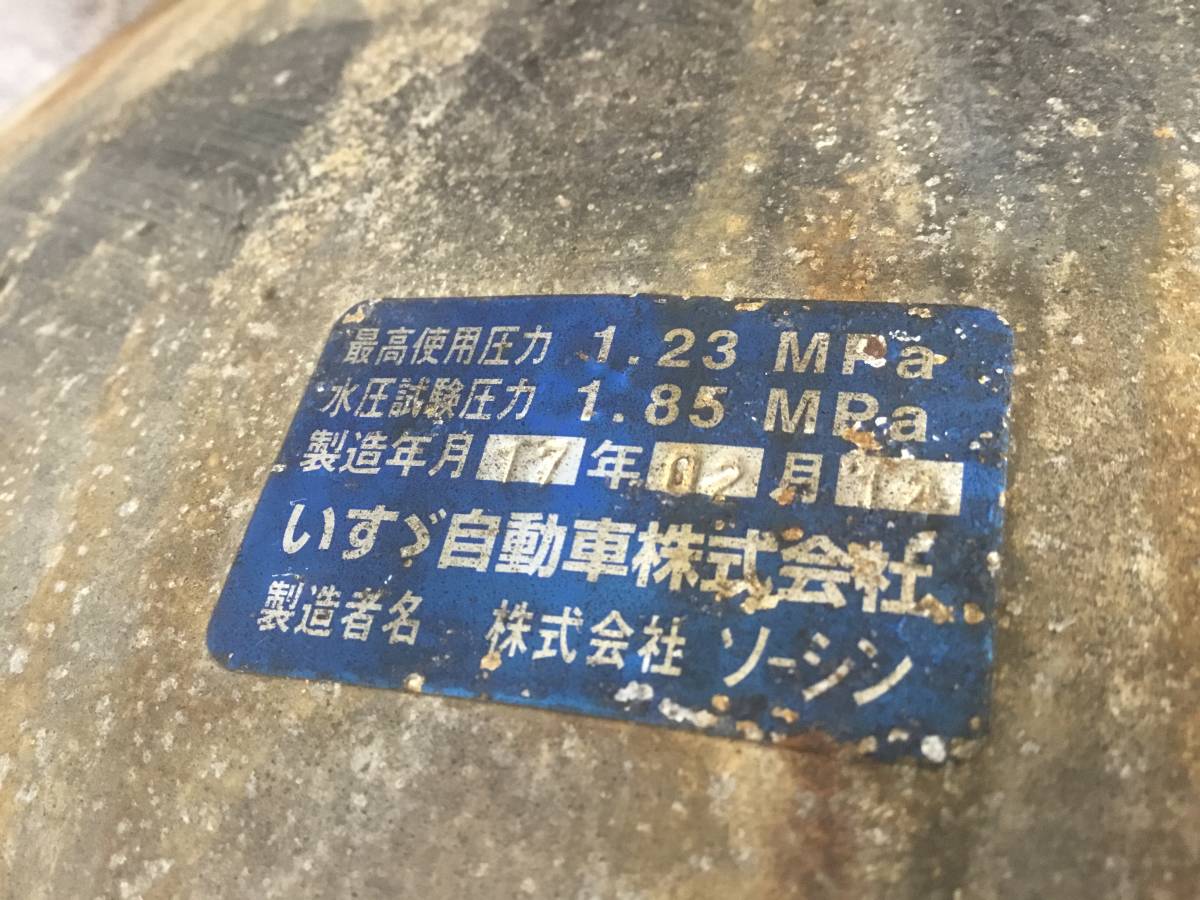 最高使用圧力 1.23 MPa
水圧試験圧力 1.85 MPa
製造年月 17 年 02 月
いすゞ自動車株式会社
製造者名 株式会社 ソーシン